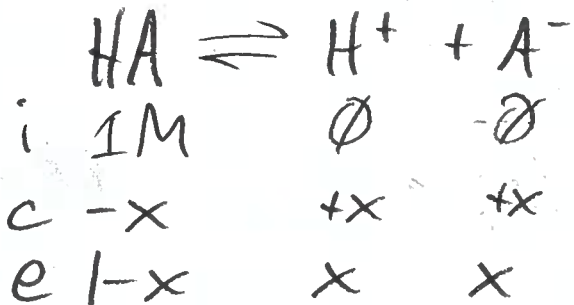 HA ⇌ H⁺ + A⁻
i 1M Ø Ø
c -x +x +x
e 1-x x x